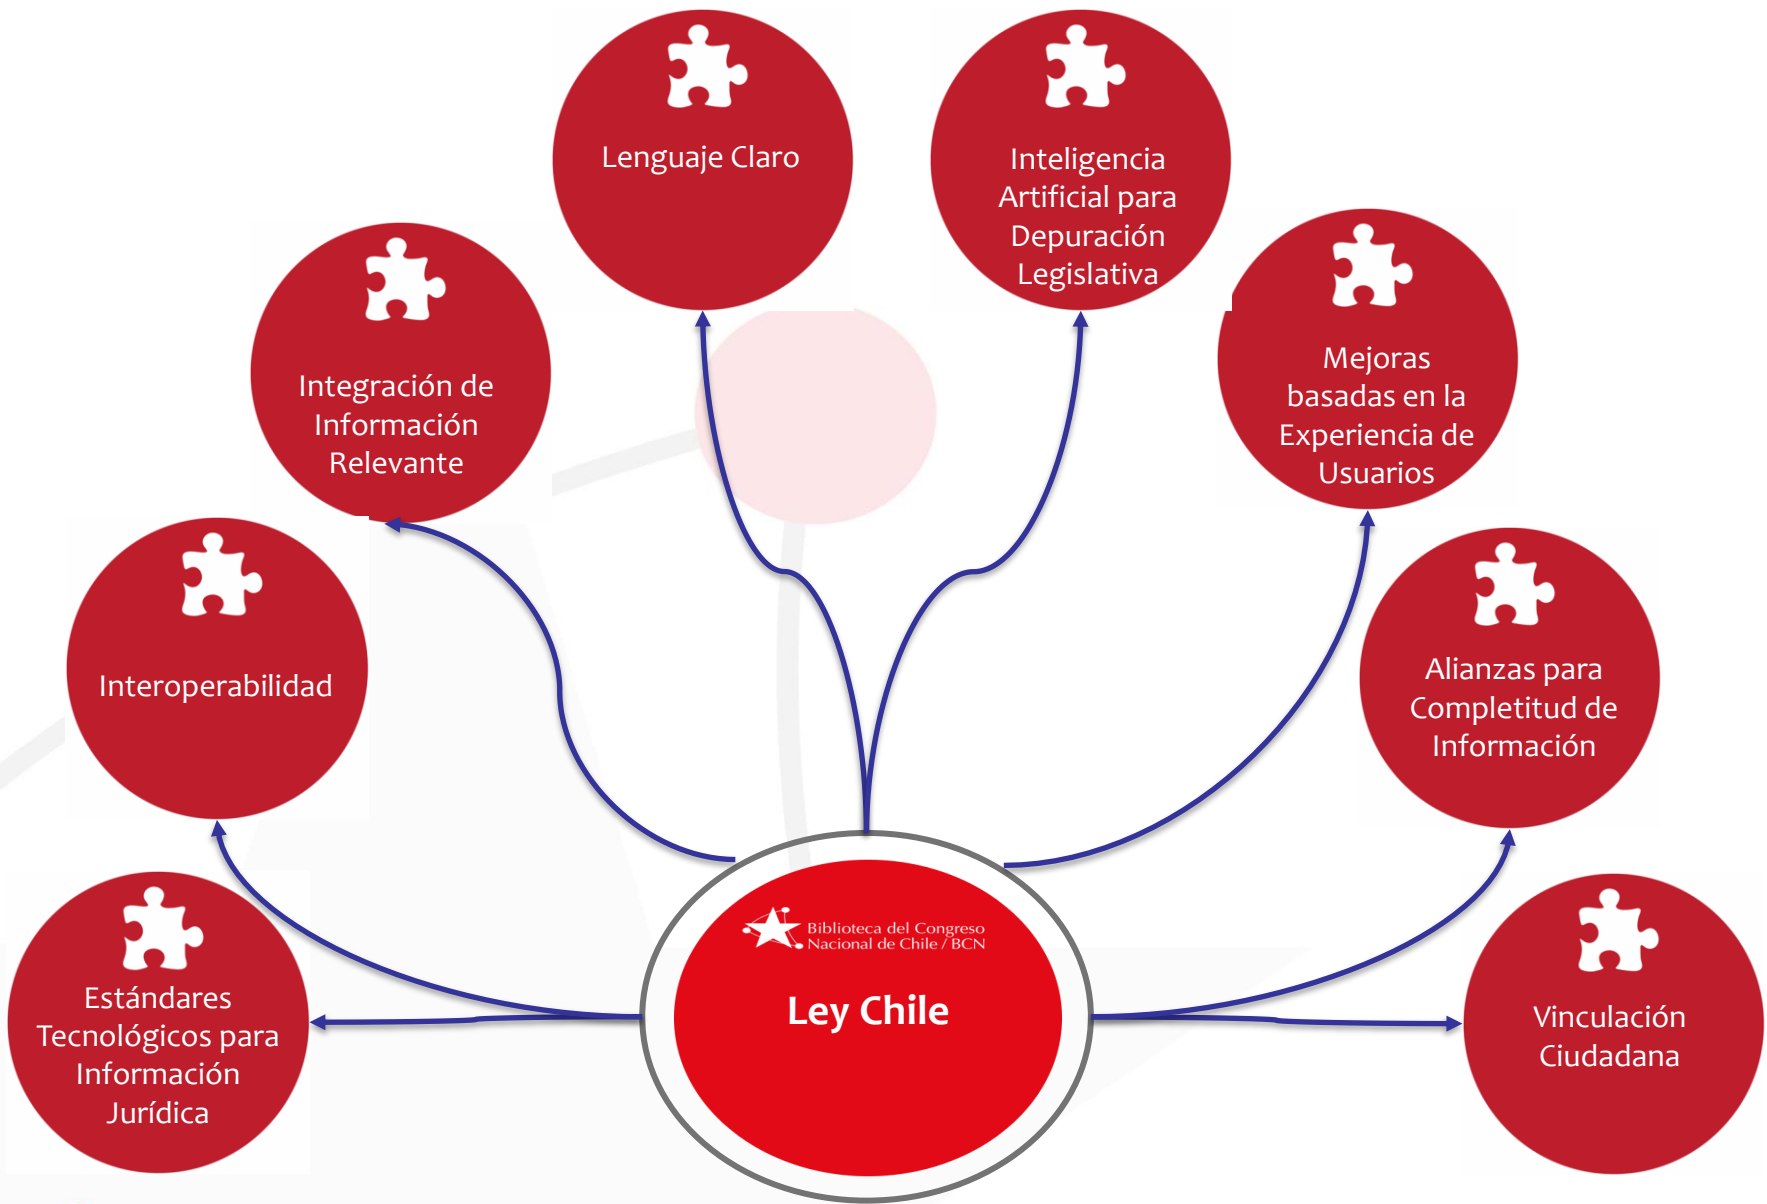 Lenguaje Claro
Inteligencia
Artificial para
Depuración
Legislativa
Integración de
Información
Relevante
Mejoras
basadas en la
Experiencia de
Usuarios
Interoperabilidad
Alianzas para
Completitud de
Información
Estándares
Tecnológicos para
Información
Jurídica
Biblioteca del Congreso
Nacional de Chile / BCN
Ley Chile
Vinculación
Ciudadana